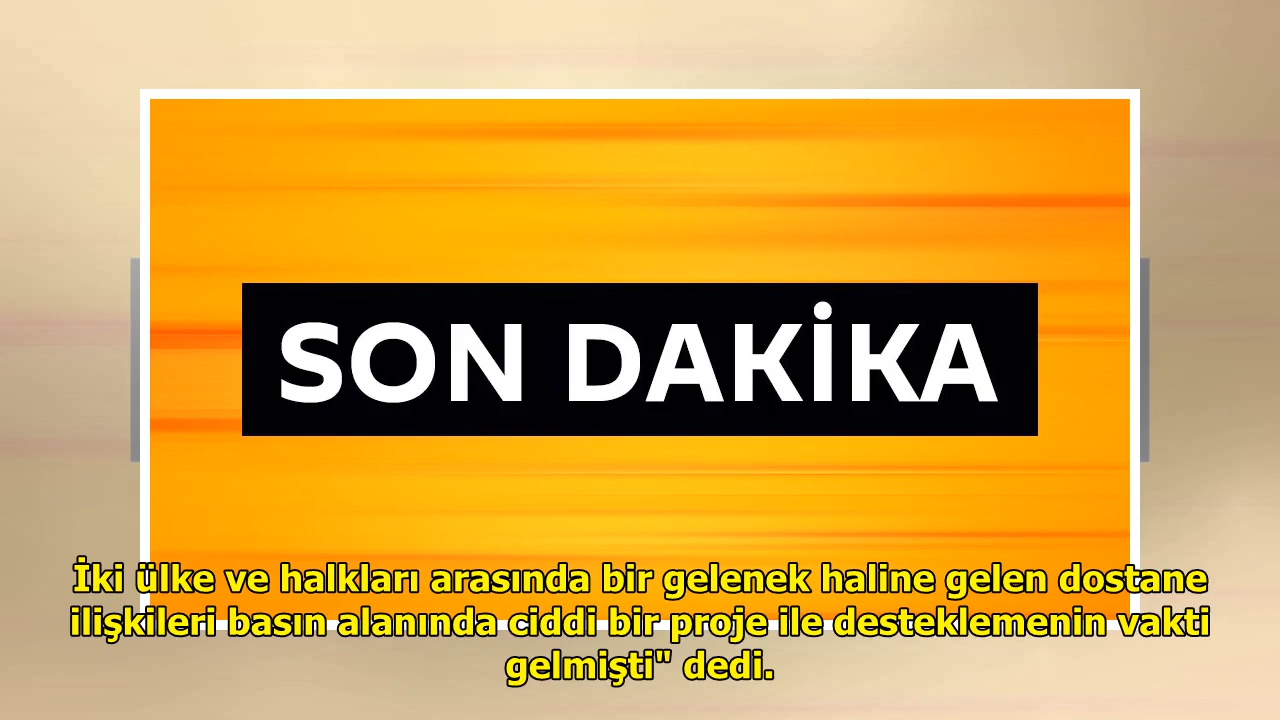 SON DAKİKA
İki ülke ve halkları arasında bir gelenek haline gelen dostane
ilişkileri basın alanında ciddi bir proje ile desteklemenin vakti
gelmişti" dedi.